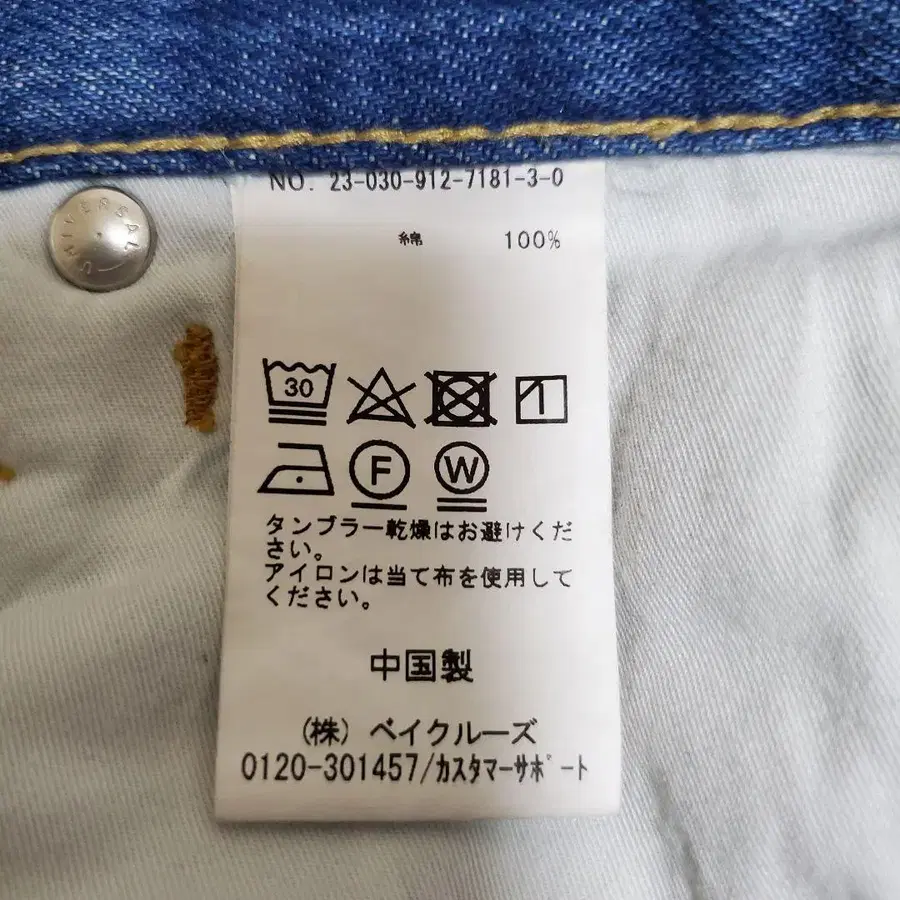 NO. 23-030-912-7181-3-0
UNIVERSAL
綿 100%
30
F
W
タンブラー乾燥はお避けくだ
さい。
アイロンは当て布を使用して
ください。
中国製
(株) ベイクルーズ
0120-301457/カスタマーサポート